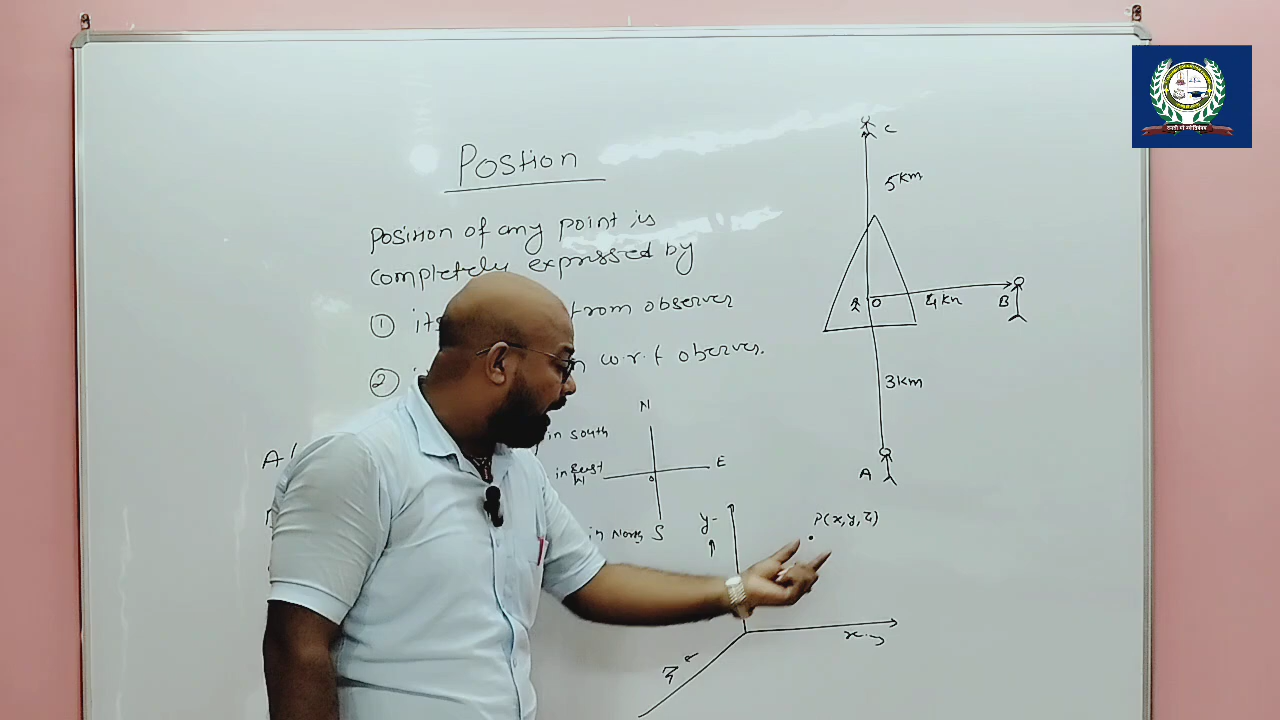 Postion
Position of any point is
completely expressed by
① its from observer
② w.r.t observer.
A/
in south
in East
in North
N
W O E
S
C
5km
O 4km B
3km
A
y
P(x,y,z)
x
z